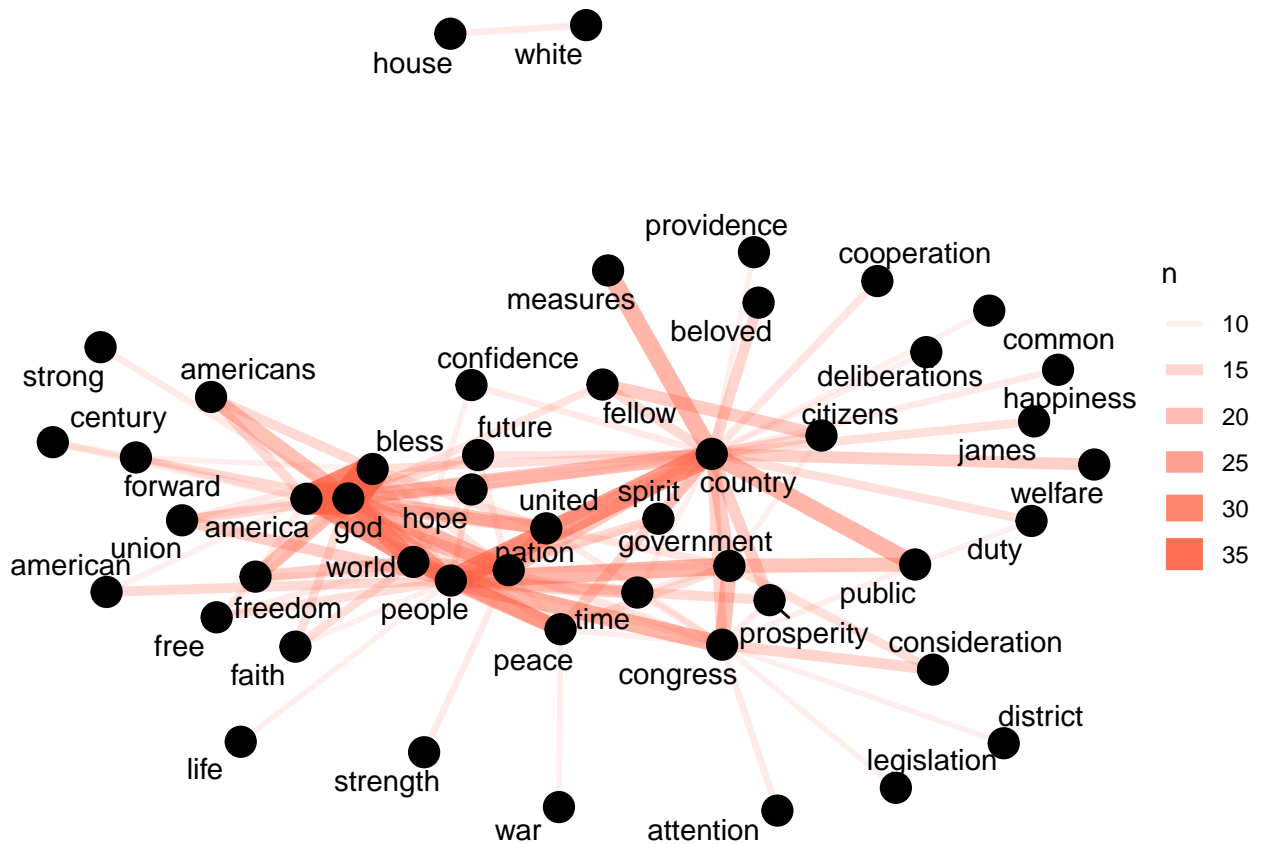 house
white
providence
cooperation
measures
beloved
common
confidence
deliberations
strong
americans
happiness
century
fellow
citizens
bless
future
james
forward
country
welfare
america
god
hope
united
spirit
union
nation
government
duty
american
world
people
freedom
time
public
free
prosperity
faith
peace
congress
consideration
life
strength
district
legislation
war
attention
n
10
15
20
25
30
35